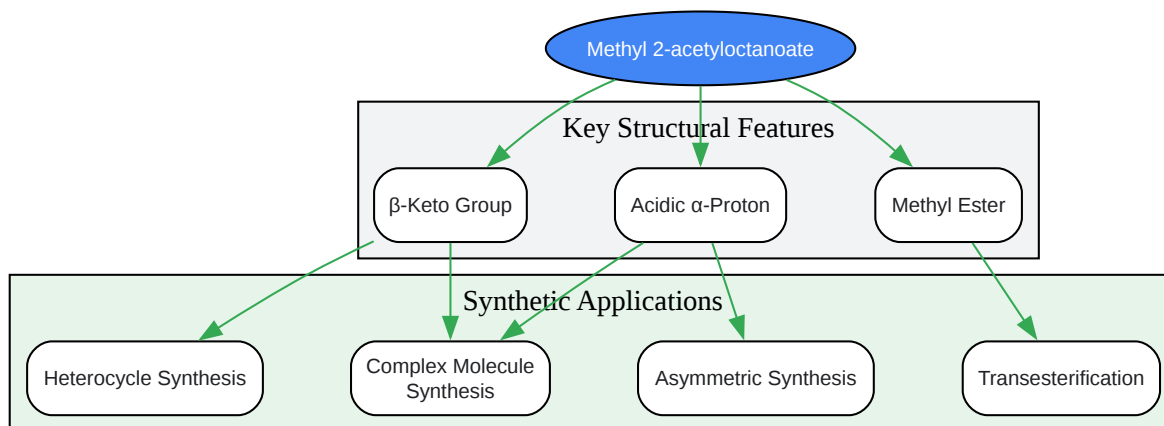 Methyl 2-acetyloctanoate
Key Structural Features
β-Keto Group
Acidic α-Proton
Methyl Ester
Synthetic Applications
Heterocycle Synthesis
Complex Molecule
Synthesis
Asymmetric Synthesis
Transesterification